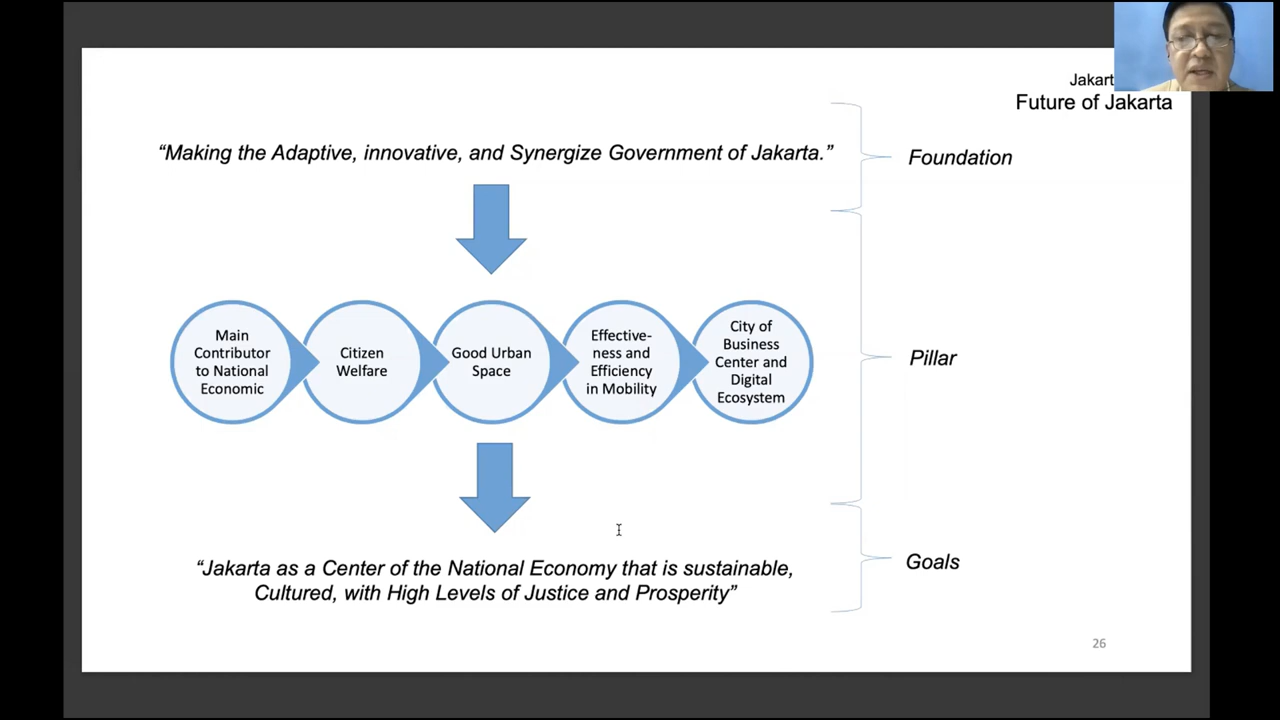 Jakart
Future of Jakarta
“Making the Adaptive, innovative, and Synergize Government of Jakarta.”
Foundation
Main
Contributor
to National
Economic
Citizen
Welfare
Good Urban
Space
Effective-
ness and
Efficiency
in Mobility
City of
Business
Center and
Digital
Ecosystem
Pillar
“Jakarta as a Center of the National Economy that is sustainable,
Cultured, with High Levels of Justice and Prosperity”
Goals
26